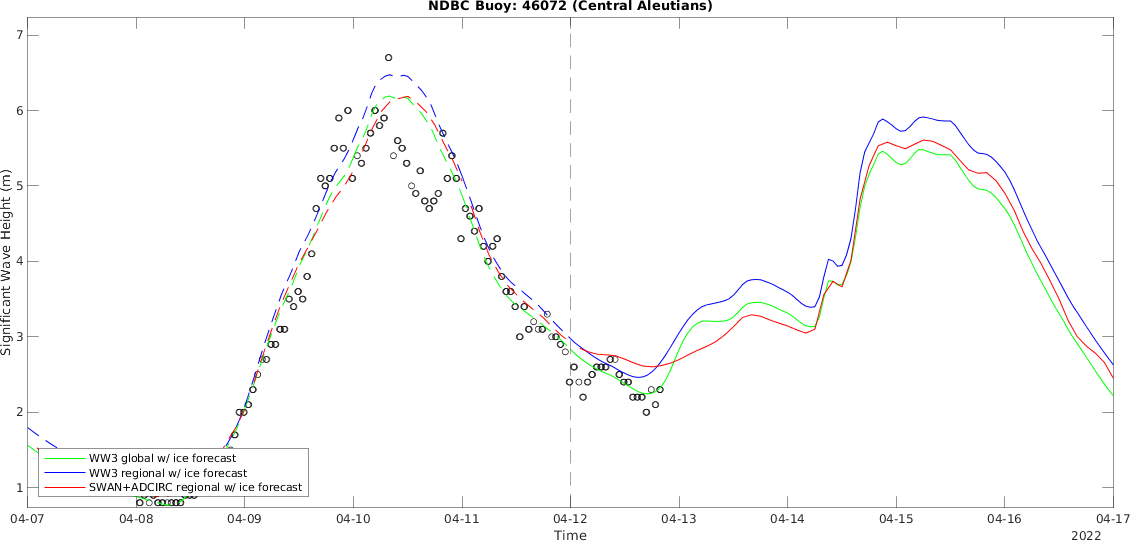 NDBC Buoy: 46072 (Central Aleutians)
7
6
5
4
3
2
1
Significant Wave Height (m)
WW3 global w/ ice forecast
WW3 regional w/ ice forecast
SWAN+ADCIRC regional w/ ice forecast
04-07 04-08 04-09 04-10 04-11 04-12 04-13 04-14 04-15 04-16 04-17
Time
2022